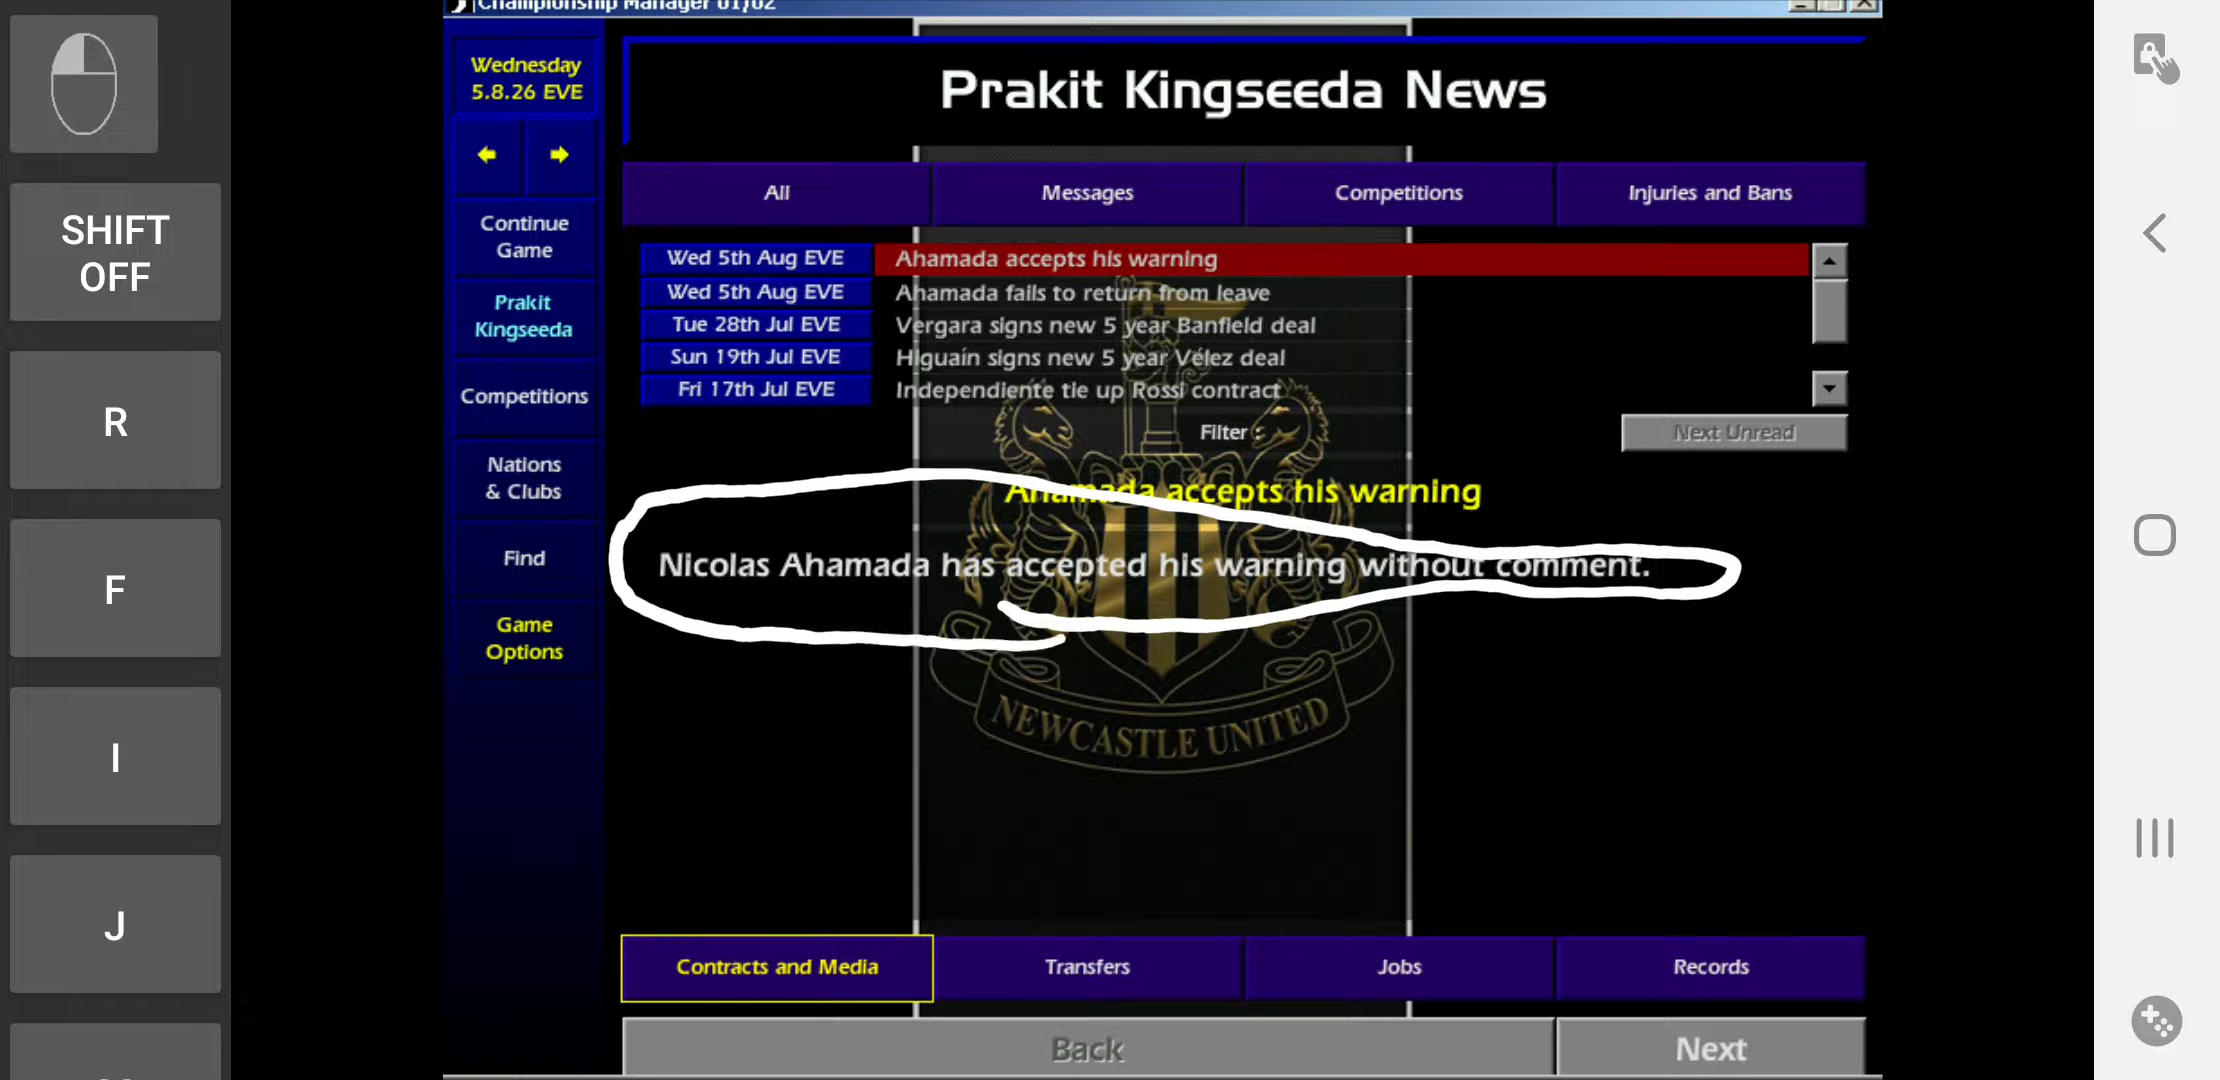 Championship Manager 01/02
SHIFT
OFF
R
F
I
J
Wednesday
5.8.26 EVE
Continue
Game
Prakit
Kingseeda
Competitions
Nations
& Clubs
Find
Game
Options
Prakit Kingseeda News
All Messages Competitions Injuries and Bans
Wed 5th Aug EVE Ahamada accepts his warning
Wed 5th Aug EVE Ahamada fails to return from leave
Tue 28th Jul EVE Vergara signs new 5 year Banfield deal
Sun 19th Jul EVE Higuaín signs new 5 year Vélez deal
Fri 17th Jul EVE Independiente tie up Rossi contract
Filter :
Next Unread
Ahamada accepts his warning
Nicolas Ahamada has accepted his warning without comment.
NEWCASTLE UNITED
Contracts and Media Transfers Jobs Records
Back Next